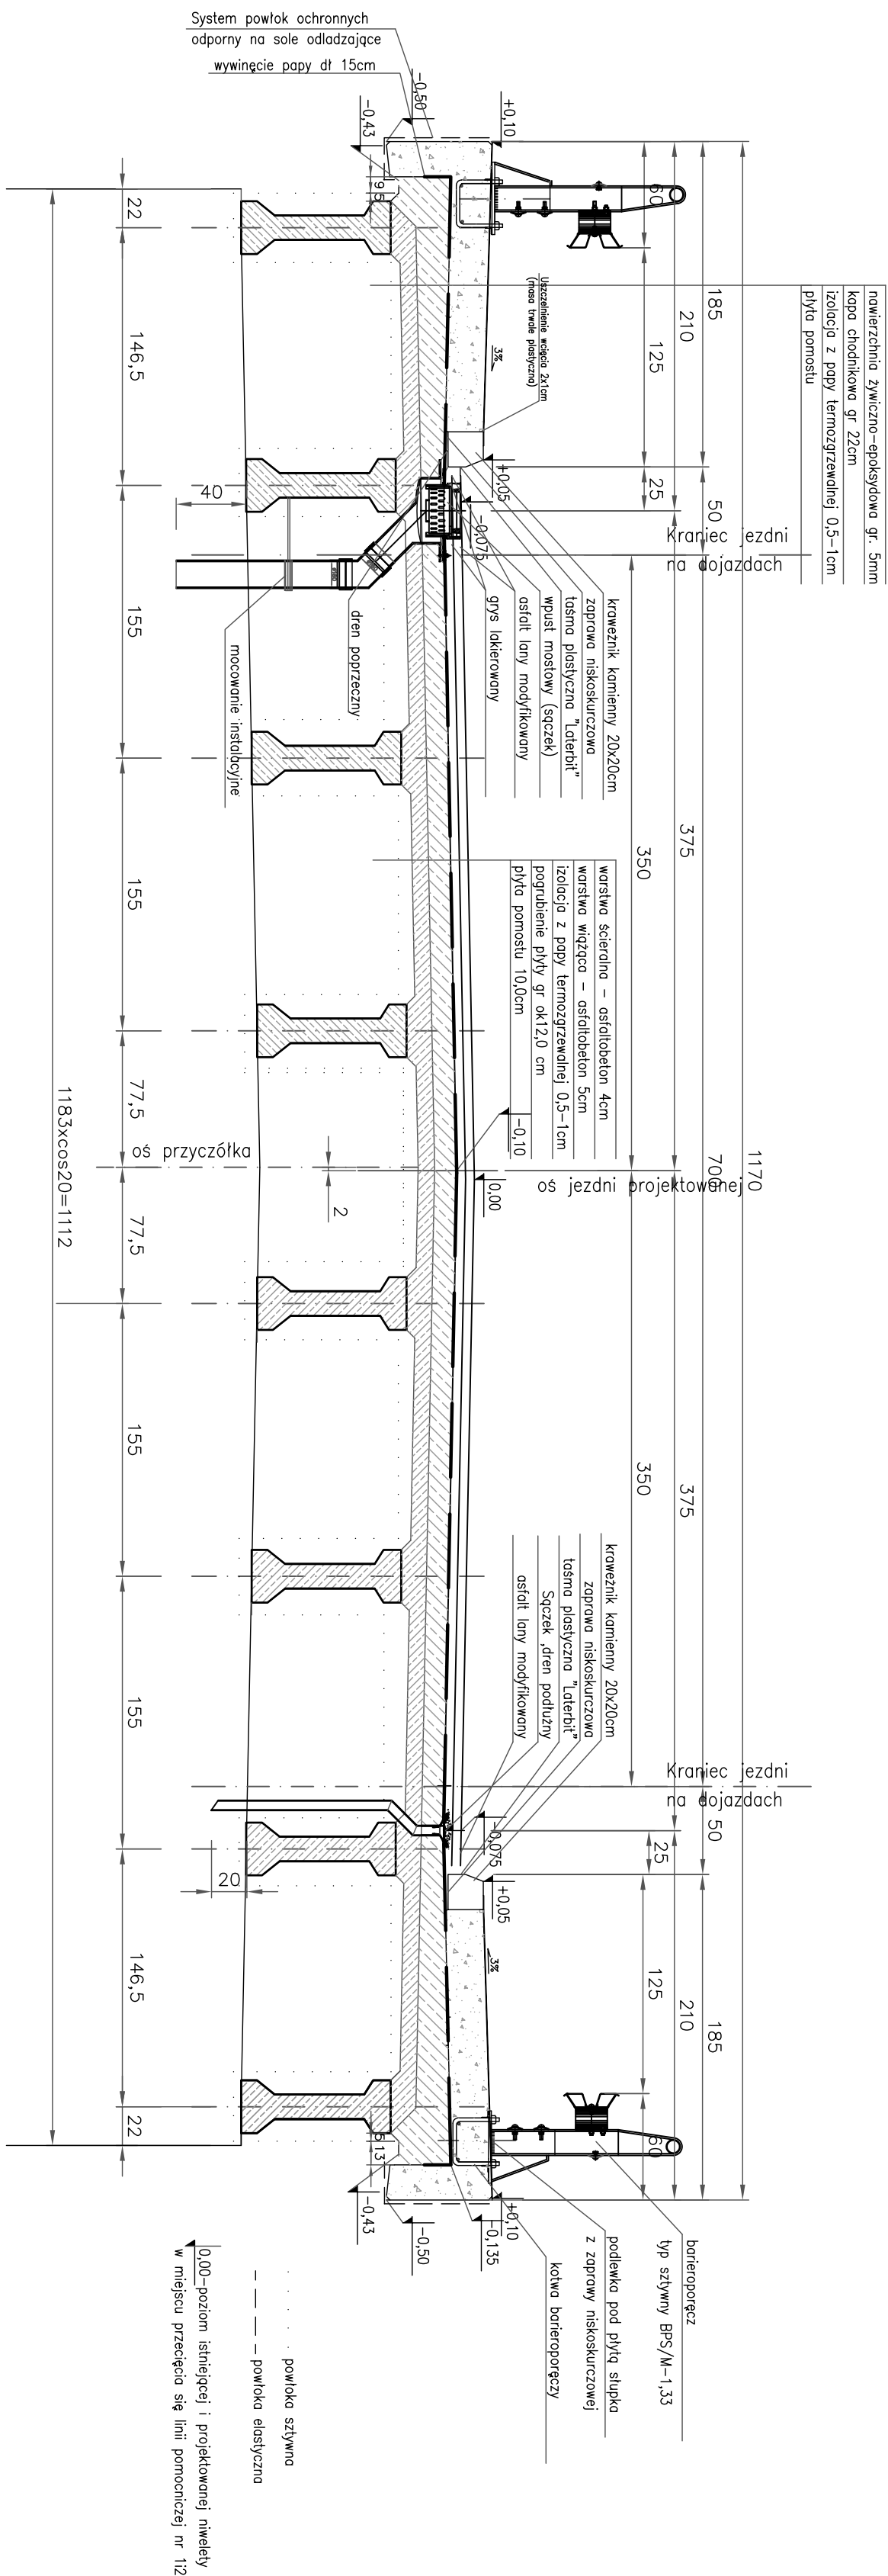 System powłok ochronnych
odporny na sole odladzające
wywinęcie papy dł 15cm
-0,50
-0,43
+0,10
nawierzchnia żywiczno-epoksydowa gr. 5mm
kapa chodnikowa gr 22cm
izolacja z papy termozgrzewalnej 0,5-1cm
płyta pomostu
Uszczelnienie wcięcia 2x1cm
(masa trwale plastyczna)
3%
+0,05
-0,075
60
125
25
210
375
185
50
350
700
1170
Kraniec jezdni
na dojazdach
krawężnik kamienny 20x20cm
zaprawa niskoskurczowa
taśma plastyczna "Laterbit"
wpust mostowy (sączek)
asfalt lany modyfikowany
grys lakierowany
dren poprzeczny
mocowanie instalacyjne
9
5
22
146,5
40
155
155
77,5
77,5
155
155
146,5
22
1183xcos20=1112
warstwa ścieralna - asfaltobeton 4cm
warstwa wiążąca - asfaltobeton 5cm
izolacja z papy termozgrzewalnej 0,5-1cm
pogrubienie płyty gr ok12,0 cm
płyta pomostu 10,0cm
-0,10
0,00
oś przyczółka
oś jezdni projektowanej
2
350
375
krawężnik kamienny 20x20cm
zaprawa niskoskurczowa
taśma plastyczna "Laterbit"
Sączek ,dren podłużny
asfalt lany modyfikowany
Kraniec jezdni
na dojazdach
50
25
-0,075
+0,05
20
3%
125
210
185
60
5
13
-0,43
-0,50
-0,135
+0,10
barieroporęcz
typ sztywny BPS/M-1,33
podlewka pod płytą słupka
z zaprawy niskoskurczowej
kotwa barieroporęczy
powłoka sztywna
powłoka elastyczna
0,00-poziom istniejącej i projektowanej niwelety
w miejscu przecięcia się linii pomocniczej nr 1i2